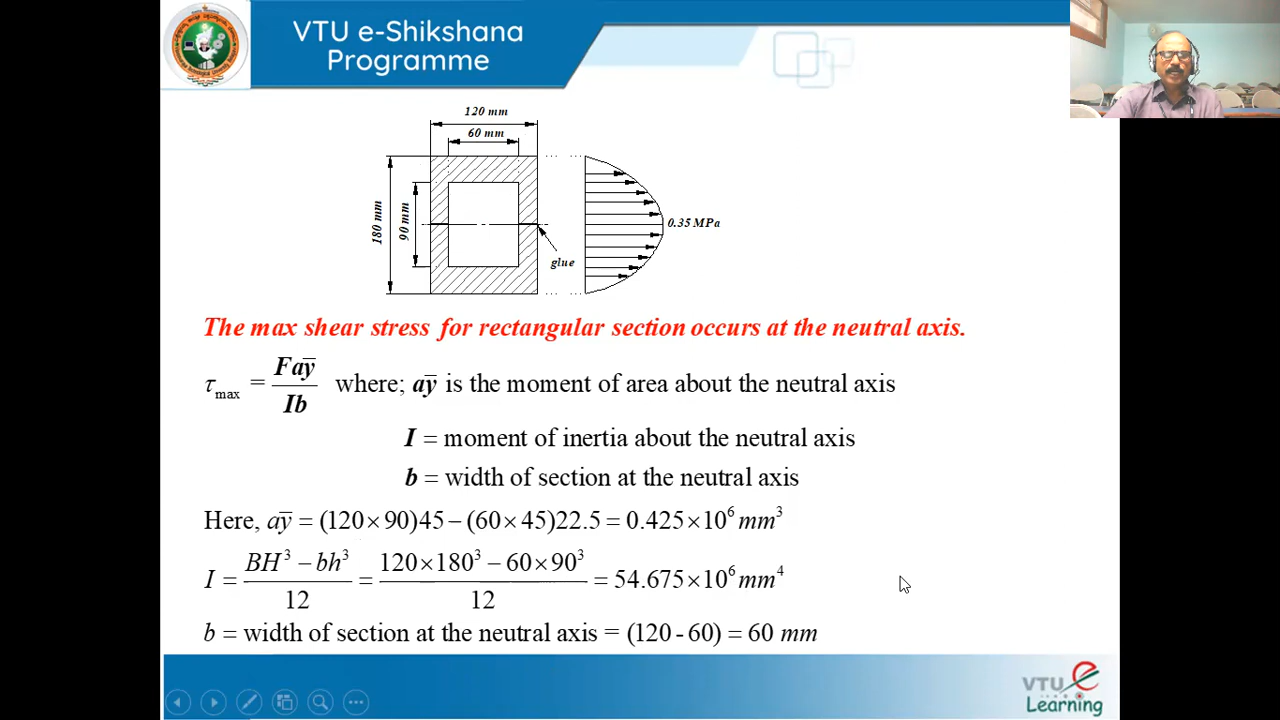 VTU e-Shikshana
Programme
120 mm
60 mm
180 mm
90 mm
0.35 MPa
glue
The max shear stress for rectangular section occurs at the neutral axis.
τmax = Faȳ / Ib where; aȳ is the moment of area about the neutral axis
I = moment of inertia about the neutral axis
b = width of section at the neutral axis
Here, aȳ = (120×90)45−(60×45)22.5 = 0.425×10⁶ mm³
I = BH³ − bh³ / 12 = 120×180³ − 60×90³ / 12 = 54.675×10⁶ mm⁴
b = width of section at the neutral axis = (120 - 60) = 60 mm
VTU e
Learning